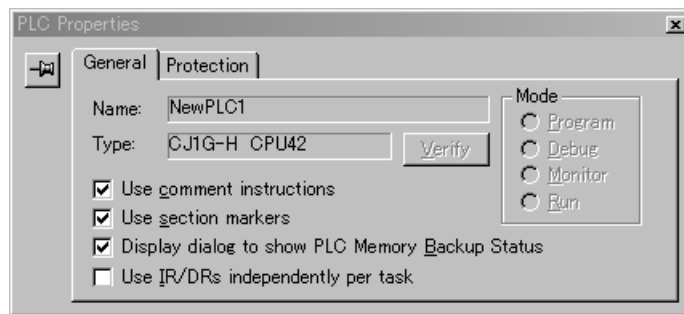 PLC Properties
General Protection
Name: NewPLC1
Type: CJ1G-H CPU42 Verify
Mode
Program
Debug
Monitor
Run
Use comment instructions
Use section markers
Display dialog to show PLC Memory Backup Status
Use IR/DRs independently per task